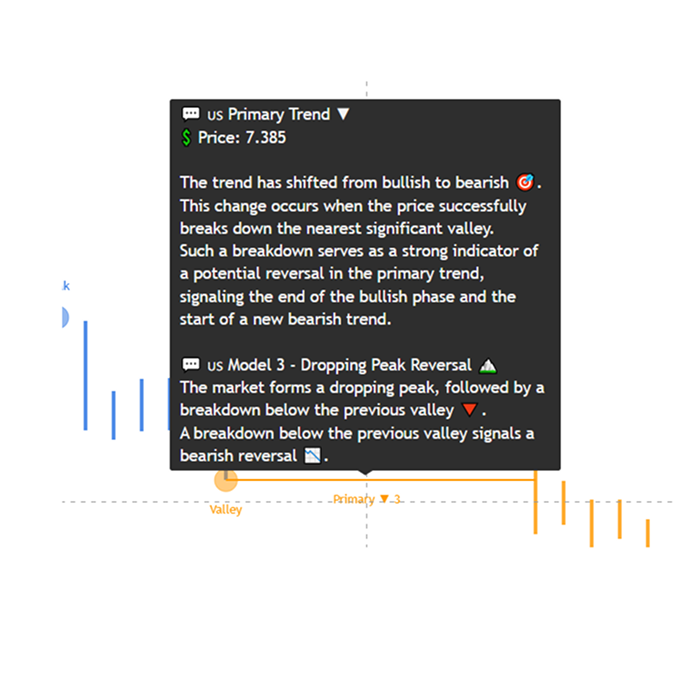 💬 us Primary Trend ▼
💲 Price: 7.385
The trend has shifted from bullish to bearish 🎯.
This change occurs when the price successfully
breaks down the nearest significant valley.
Such a breakdown serves as a strong indicator of
a potential reversal in the primary trend,
signaling the end of the bullish phase and the
start of a new bearish trend.
💬 us Model 3 - Dropping Peak Reversal ⛰️
The market forms a dropping peak, followed by a
breakdown below the previous valley 🔻.
A breakdown below the previous valley signals a
bearish reversal 📉.
k
Primary ▼ 3
Valley